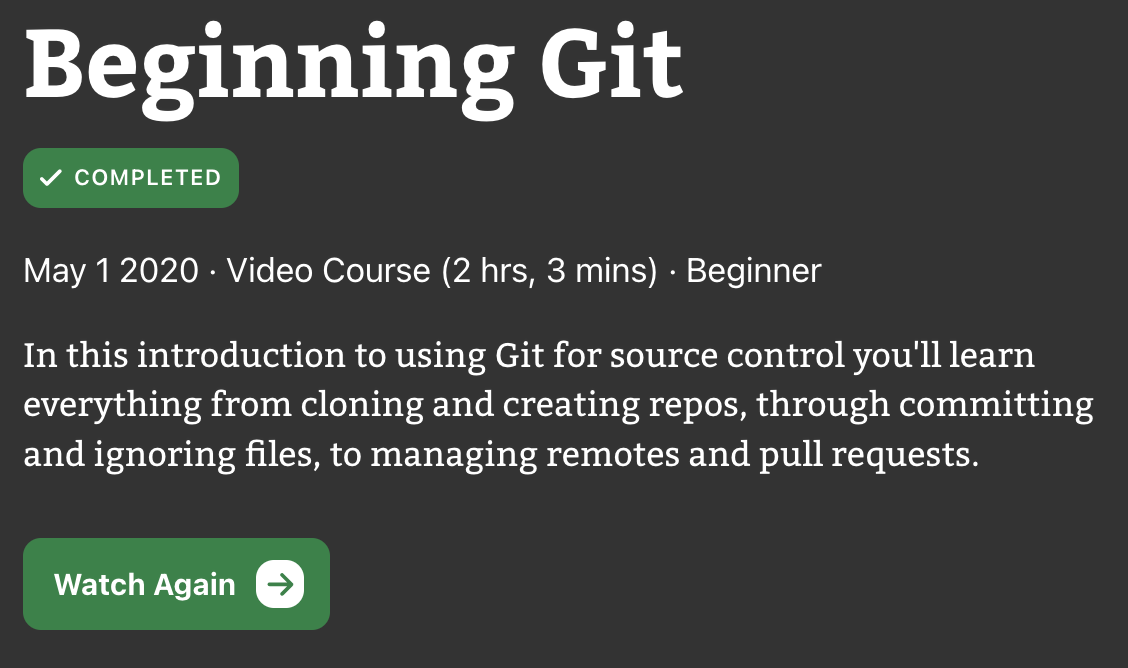 Beginning Git
COMPLETED
May 1 2020 · Video Course (2 hrs, 3 mins) · Beginner
In this introduction to using Git for source control you'll learn
everything from cloning and creating repos, through committing
and ignoring files, to managing remotes and pull requests.
Watch Again